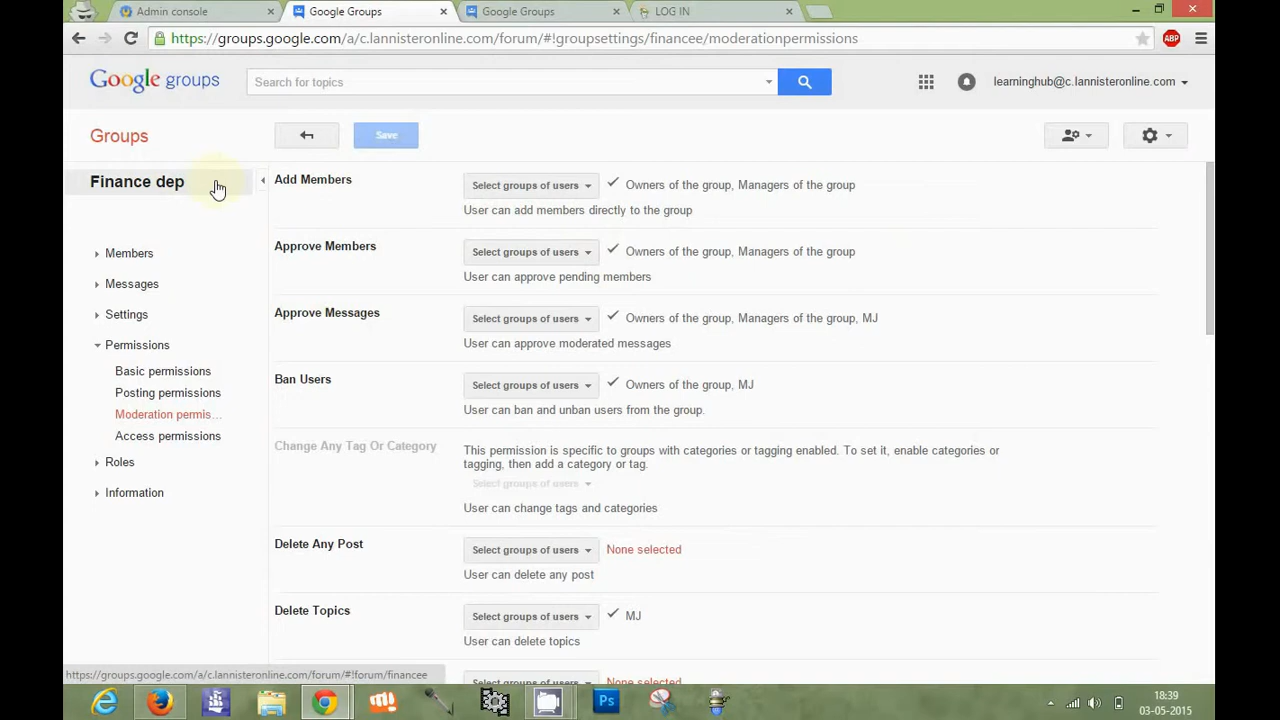 Admin console
Google Groups
Google Groups
LOG IN
https://groups.google.com/a/c.lannisteronline.com/forum/#!groupsettings/financee/moderationpermissions
ABP
Google groups
Search for topics
learninghub@c.lannisteronline.com
Groups
Save
Finance dep
Members
Messages
Settings
Permissions
Basic permissions
Posting permissions
Moderation permis...
Access permissions
Roles
Information
Add Members
Select groups of users
Owners of the group, Managers of the group
User can add members directly to the group
Approve Members
Select groups of users
Owners of the group, Managers of the group
User can approve pending members
Approve Messages
Select groups of users
Owners of the group, Managers of the group, MJ
User can approve moderated messages
Ban Users
Select groups of users
Owners of the group, MJ
User can ban and unban users from the group.
Change Any Tag Or Category
This permission is specific to groups with categories or tagging enabled. To set it, enable categories or
tagging, then add a category or tag.
Select groups of users
User can change tags and categories
Delete Any Post
Select groups of users
None selected
User can delete any post
Delete Topics
Select groups of users
MJ
User can delete topics
None selected
https://groups.google.com/a/c.lannisteronline.com/forum/#!forum/financee
Ps
18:39
03-05-2015